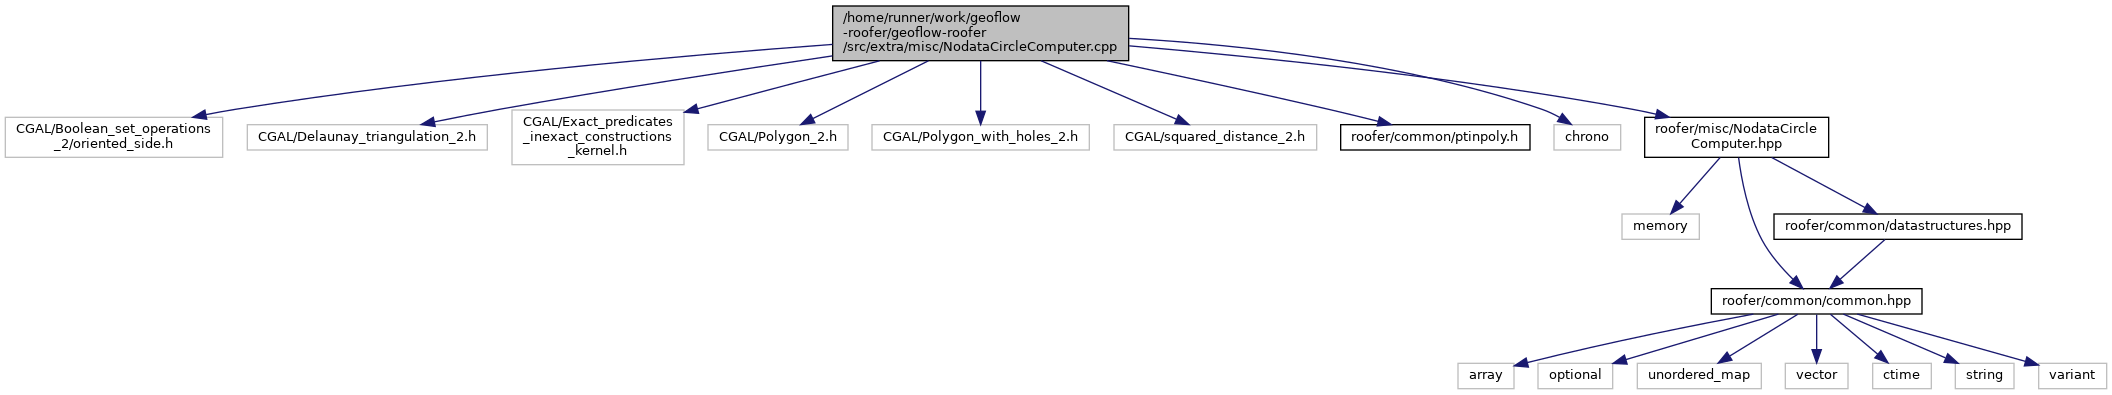 /home/runner/work/geoflow
-roofer/geoflow-roofer
/src/extra/misc/NodataCircleComputer.cpp
CGAL/Boolean_set_operations
_2/oriented_side.h
CGAL/Delaunay_triangulation_2.h
CGAL/Exact_predicates
_inexact_constructions
_kernel.h
CGAL/Polygon_2.h
CGAL/Polygon_with_holes_2.h
CGAL/squared_distance_2.h
roofer/common/ptinpoly.h
chrono
roofer/misc/NodataCircle
Computer.hpp
memory
roofer/common/datastructures.hpp
roofer/common/common.hpp
array
optional
unordered_map
vector
ctime
string
variant